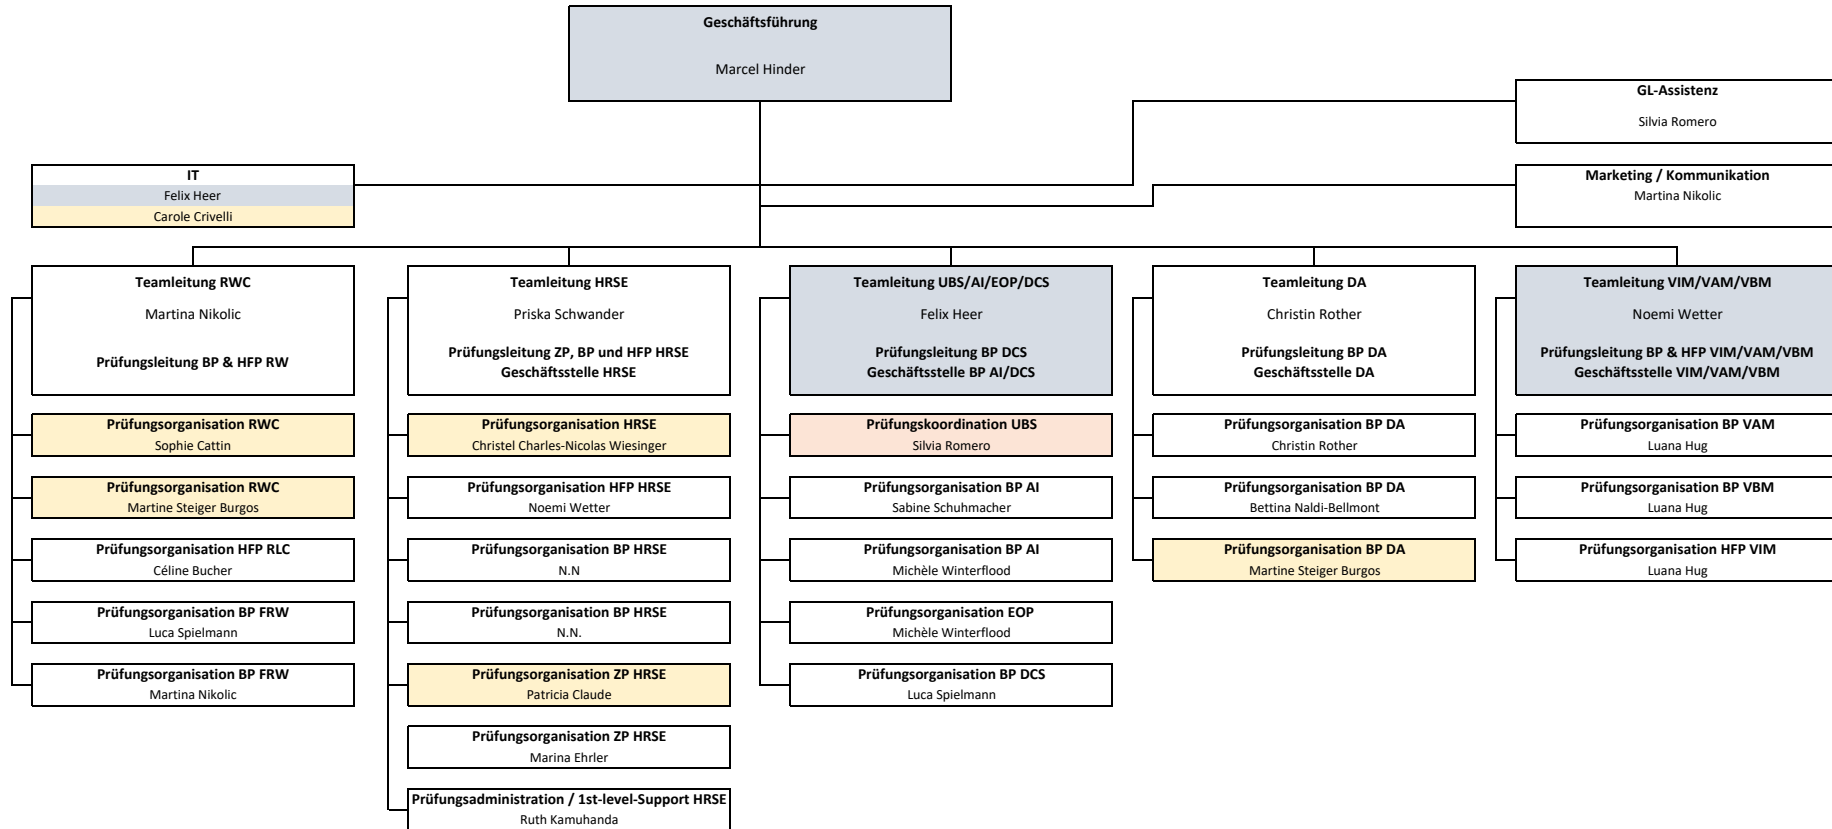 Geschäftsführung
Marcel Hinder
GL-Assistenz
Silvia Romero
IT
Felix Heer
Carole Crivelli
Marketing / Kommunikation
Martina Nikolic
Teamleitung RWC
Martina Nikolic
Prüfungsleitung BP & HFP RW
Prüfungsorganisation RWC
Sophie Cattin
Prüfungsorganisation RWC
Martine Steiger Burgos
Prüfungsorganisation HFP RLC
Céline Bucher
Prüfungsorganisation BP FRW
Luca Spielmann
Prüfungsorganisation BP FRW
Martina Nikolic
Teamleitung HRSE
Priska Schwander
Prüfungsleitung ZP, BP und HFP HRSE
Geschäftsstelle HRSE
Prüfungsorganisation HRSE
Christel Charles-Nicolas Wiesinger
Prüfungsorganisation HFP HRSE
Noemi Wetter
Prüfungsorganisation BP HRSE
N.N
Prüfungsorganisation BP HRSE
N.N.
Prüfungsorganisation ZP HRSE
Patricia Claude
Prüfungsorganisation ZP HRSE
Marina Ehrler
Prüfungsadministration / 1st-level-Support HRSE
Ruth Kamuhanda
Teamleitung UBS/AI/EOP/DCS
Felix Heer
Prüfungsleitung BP DCS
Geschäftsstelle BP AI/DCS
Prüfungskoordination UBS
Silvia Romero
Prüfungsorganisation BP AI
Sabine Schuhmacher
Prüfungsorganisation BP AI
Michèle Winterflood
Prüfungsorganisation EOP
Michèle Winterflood
Prüfungsorganisation BP DCS
Luca Spielmann
Teamleitung DA
Christin Rother
Prüfungsleitung BP DA
Geschäftsstelle DA
Prüfungsorganisation BP DA
Christin Rother
Prüfungsorganisation BP DA
Bettina Naldi-Bellmont
Prüfungsorganisation BP DA
Martine Steiger Burgos
Teamleitung VIM/VAM/VBM
Noemi Wetter
Prüfungsleitung BP & HFP VIM/VAM/VBM
Geschäftsstelle VIM/VAM/VBM
Prüfungsorganisation BP VAM
Luana Hug
Prüfungsorganisation BP VBM
Luana Hug
Prüfungsorganisation HFP VIM
Luana Hug